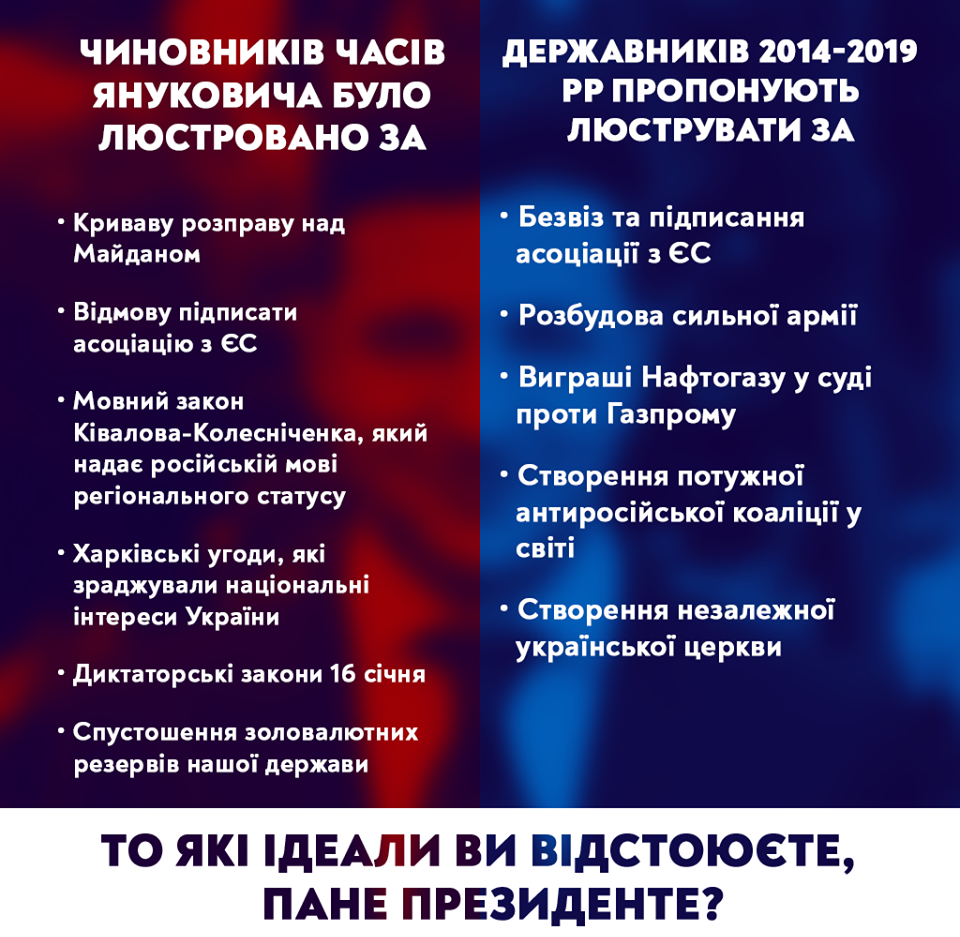 ЧИНОВНИКІВ ЧАСІВ
ЯНУКОВИЧА БУЛО
ЛЮСТРОВАНО ЗА
• Криваву розправу над
Майданом
• Відмову підписати
асоціацію з ЄС
• Мовний закон
Ківалова-Колесніченка, який
надає російській мові
регіонального статусу
• Харківські угоди, які
зраджували національні
інтереси України
• Диктаторські закони 16 січня
• Спустошення золовалютних
резервів нашої держави
ДЕРЖАВНИКІВ 2014-2019
РР ПРОПОНУЮТЬ
ЛЮСТРУВАТИ ЗА
• Безвіз та підписання
асоціації з ЄС
• Розбудова сильної армії
• Виграші Нафтогазу у суді
проти Газпрому
• Створення потужної
антиросійської коаліції у
світі
• Створення незалежної
української церкви
ТО ЯКІ ІДЕАЛИ ВИ ВІДСТОЮЄТЕ,
ПАНЕ ПРЕЗИДЕНТЕ?